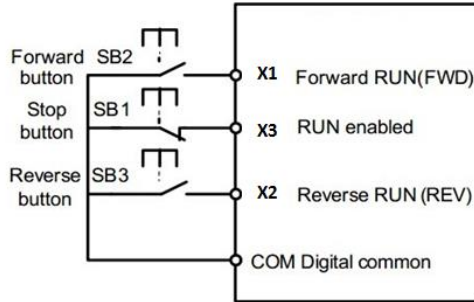 Forward button
SB2
X1
Forward RUN(FWD)
Stop button
SB1
X3
RUN enabled
Reverse button
SB3
X2
Reverse RUN (REV)
COM Digital common